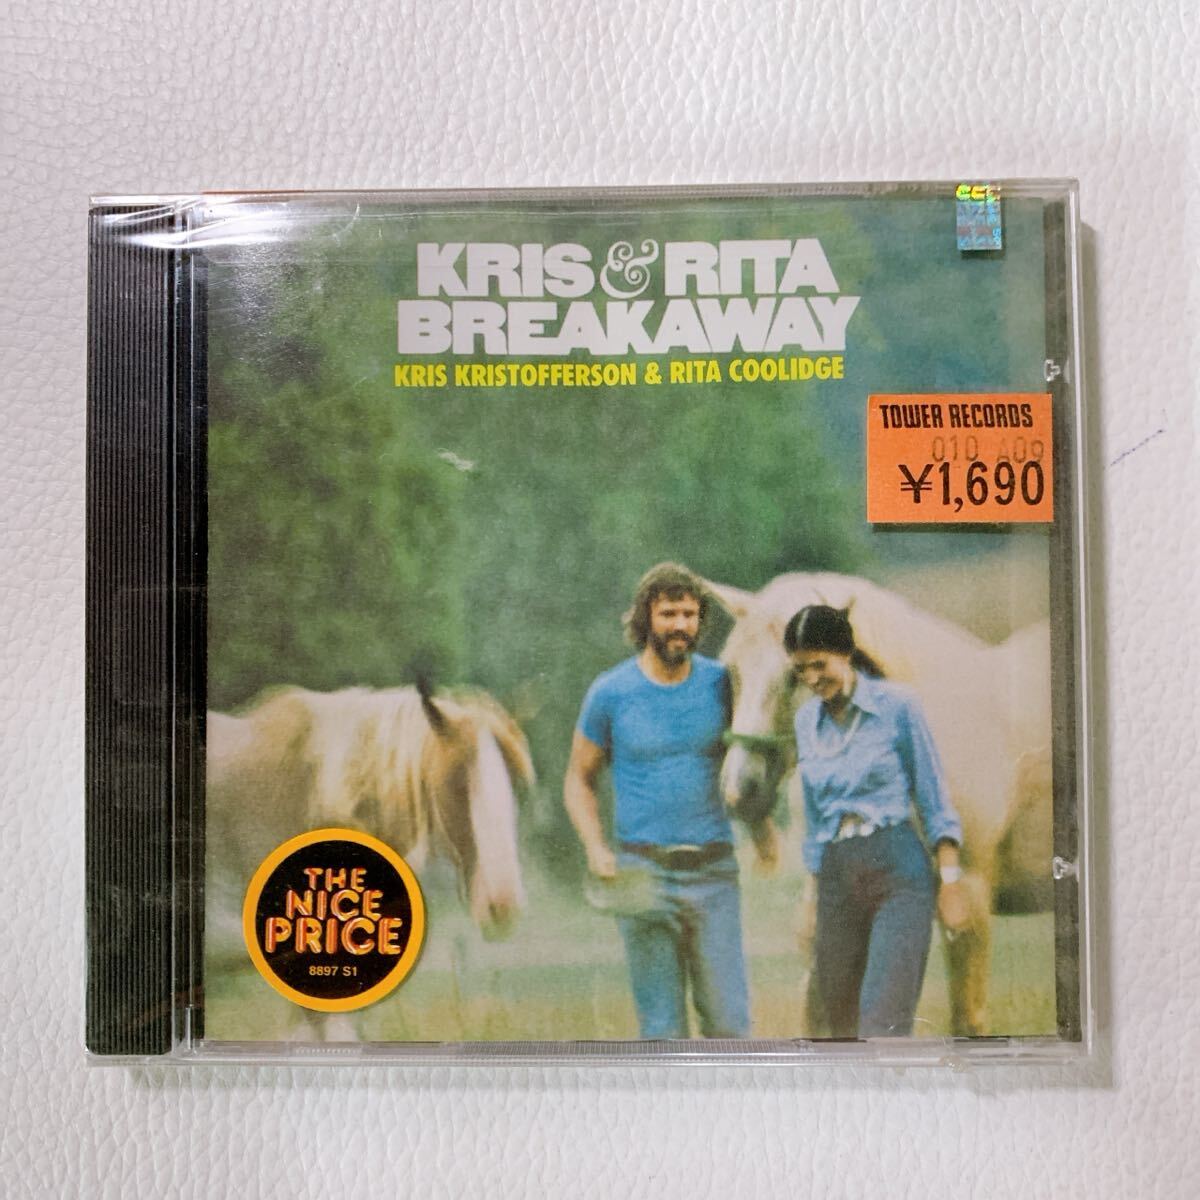 KRIS & RITA
BREAKAWAY
KRIS KRISTOFFERSON & RITA COOLIDGE
TOWER RECORDS
010 A09
¥1,690
THE
NICE
PRICE
8897 S1